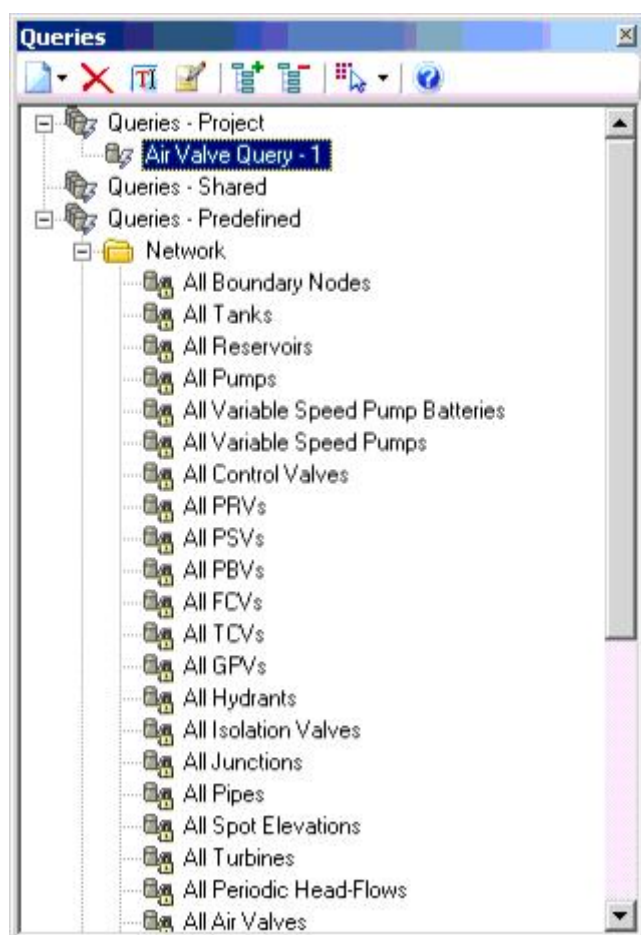 Queries
Queries - Project
Air Valve Query - 1
Queries - Shared
Queries - Predefined
Network
All Boundary Nodes
All Tanks
All Reservoirs
All Pumps
All Variable Speed Pump Batteries
All Variable Speed Pumps
All Control Valves
All PRVs
All PSVs
All PBVs
All FCVs
All TCVs
All GPVs
All Hydrants
All Isolation Valves
All Junctions
All Pipes
All Spot Elevations
All Turbines
All Periodic Head-Flows
All Air Valves